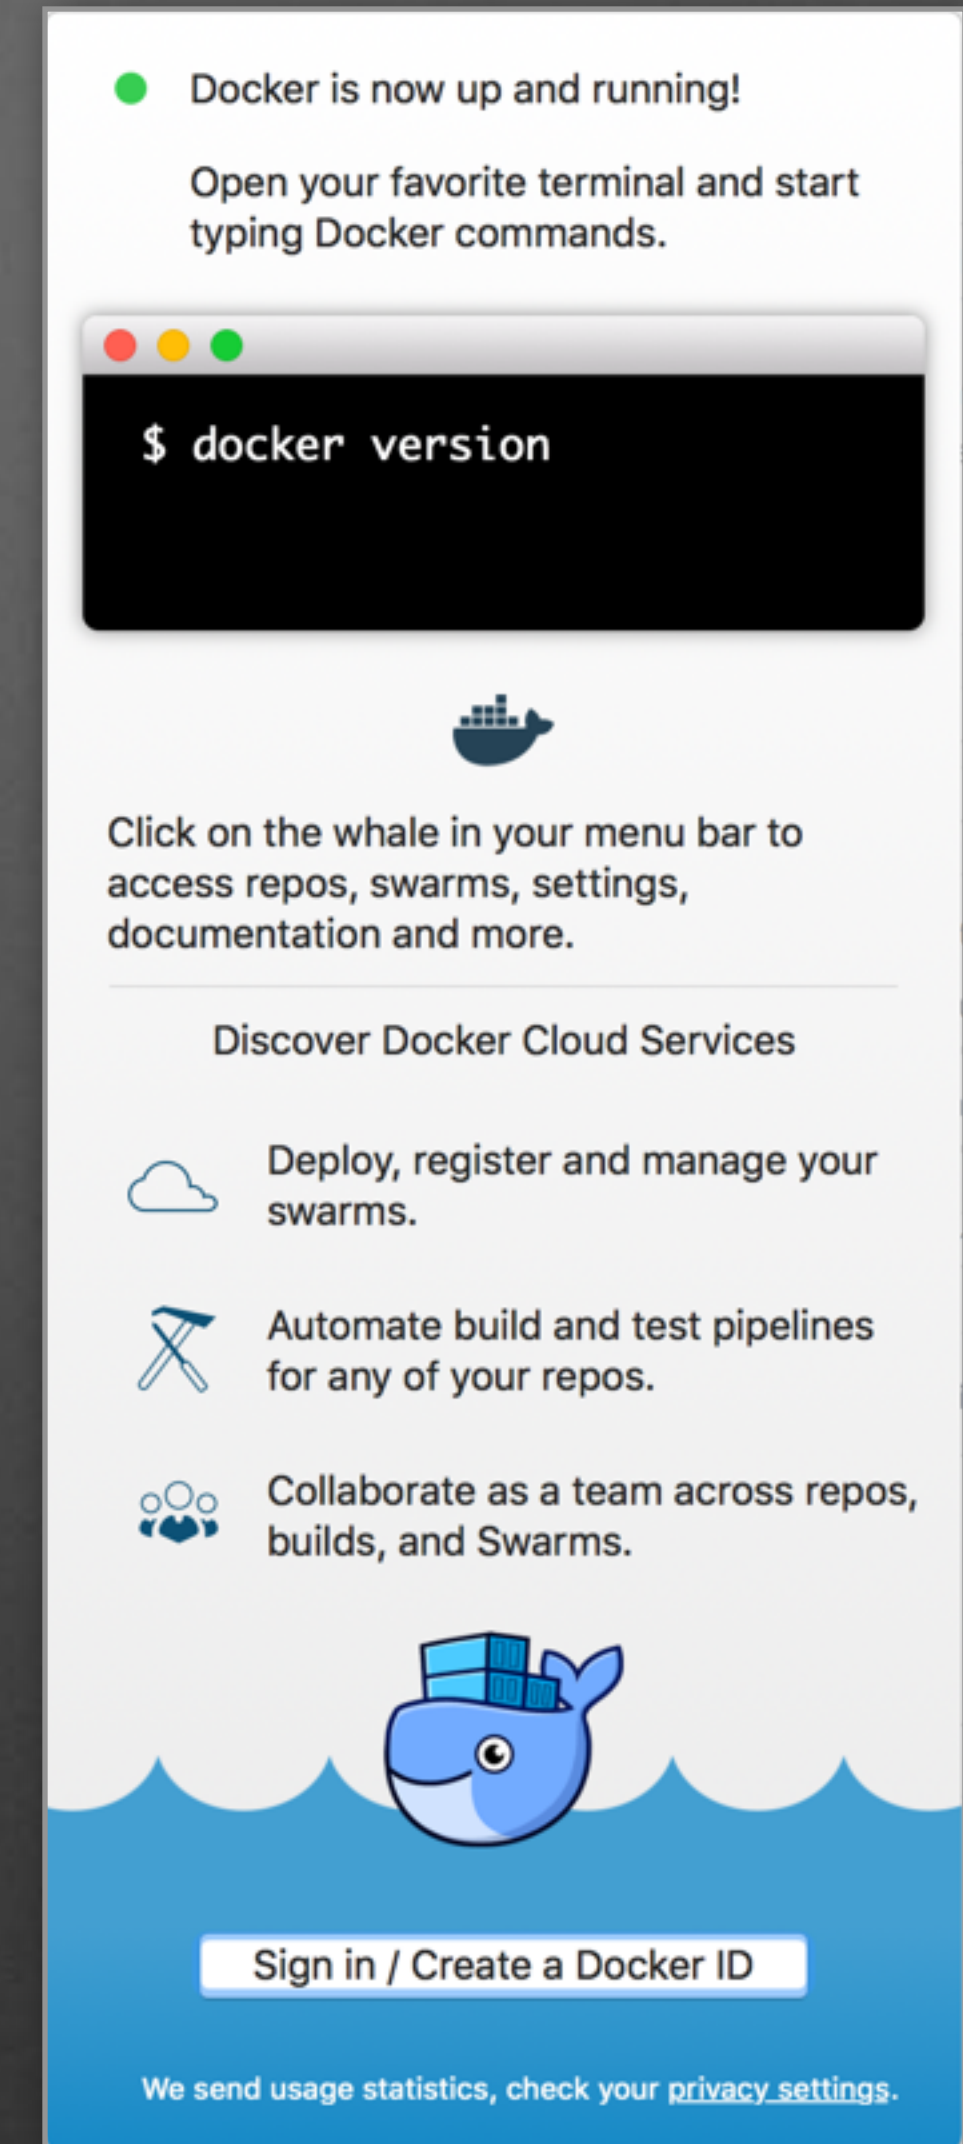 Docker is now up and running!
Open your favorite terminal and start
typing Docker commands.
$ docker version
Click on the whale in your menu bar to
access repos, swarms, settings,
documentation and more.
Discover Docker Cloud Services
Deploy, register and manage your
swarms.
Automate build and test pipelines
for any of your repos.
Collaborate as a team across repos,
builds, and Swarms.
Sign in / Create a Docker ID
We send usage statistics, check your privacy settings.